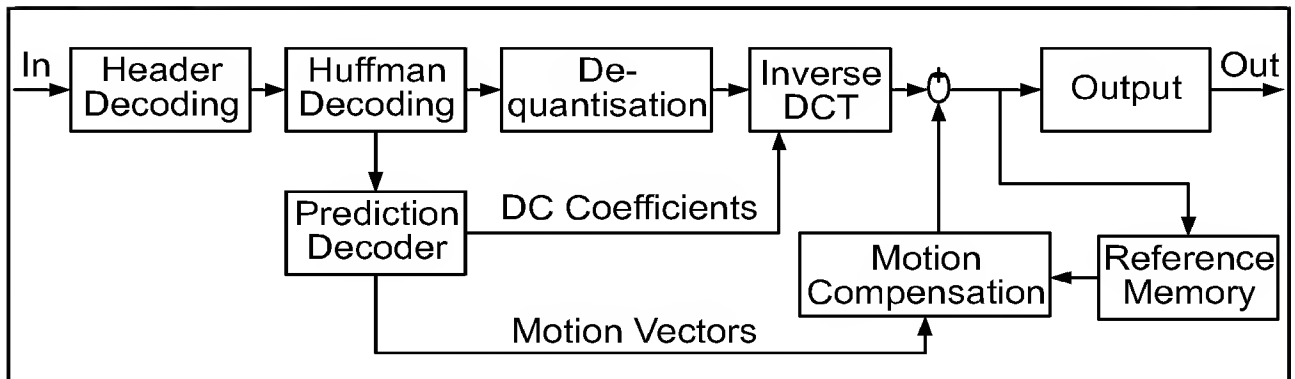 In
Header
Decoding
Huffman
Decoding
De-
quantisation
Inverse
DCT
+
Output
Out
Prediction
Decoder
DC Coefficients
Motion
Compensation
Reference
Memory
Motion Vectors